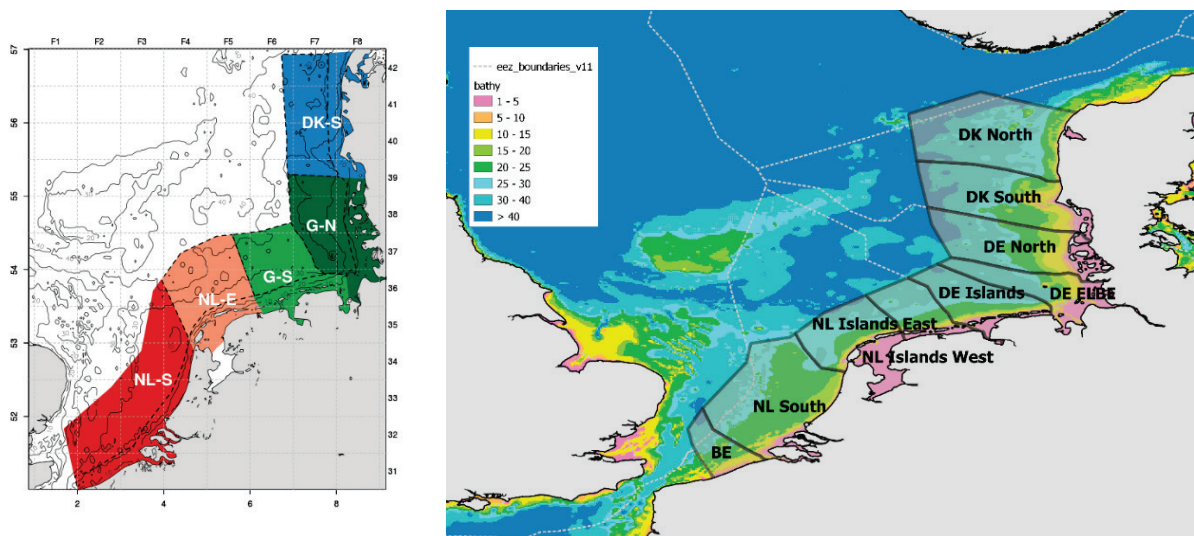 F1 F2 F3 F4 F5 F6 F7 F8
57
56
55
54
53
52
42
41
40
39
38
37
36
35
34
33
32
31
2 4 6 8
DK-S
G-N
G-S
NL-E
NL-S
eez_boundaries_v11
bathy
1 - 5
5 - 10
10 - 15
15 - 20
20 - 25
25 - 30
30 - 40
> 40
DK North
DK South
DE North
DE Islands
DE ELBE
NL Islands East
NL Islands West
NL South
BE